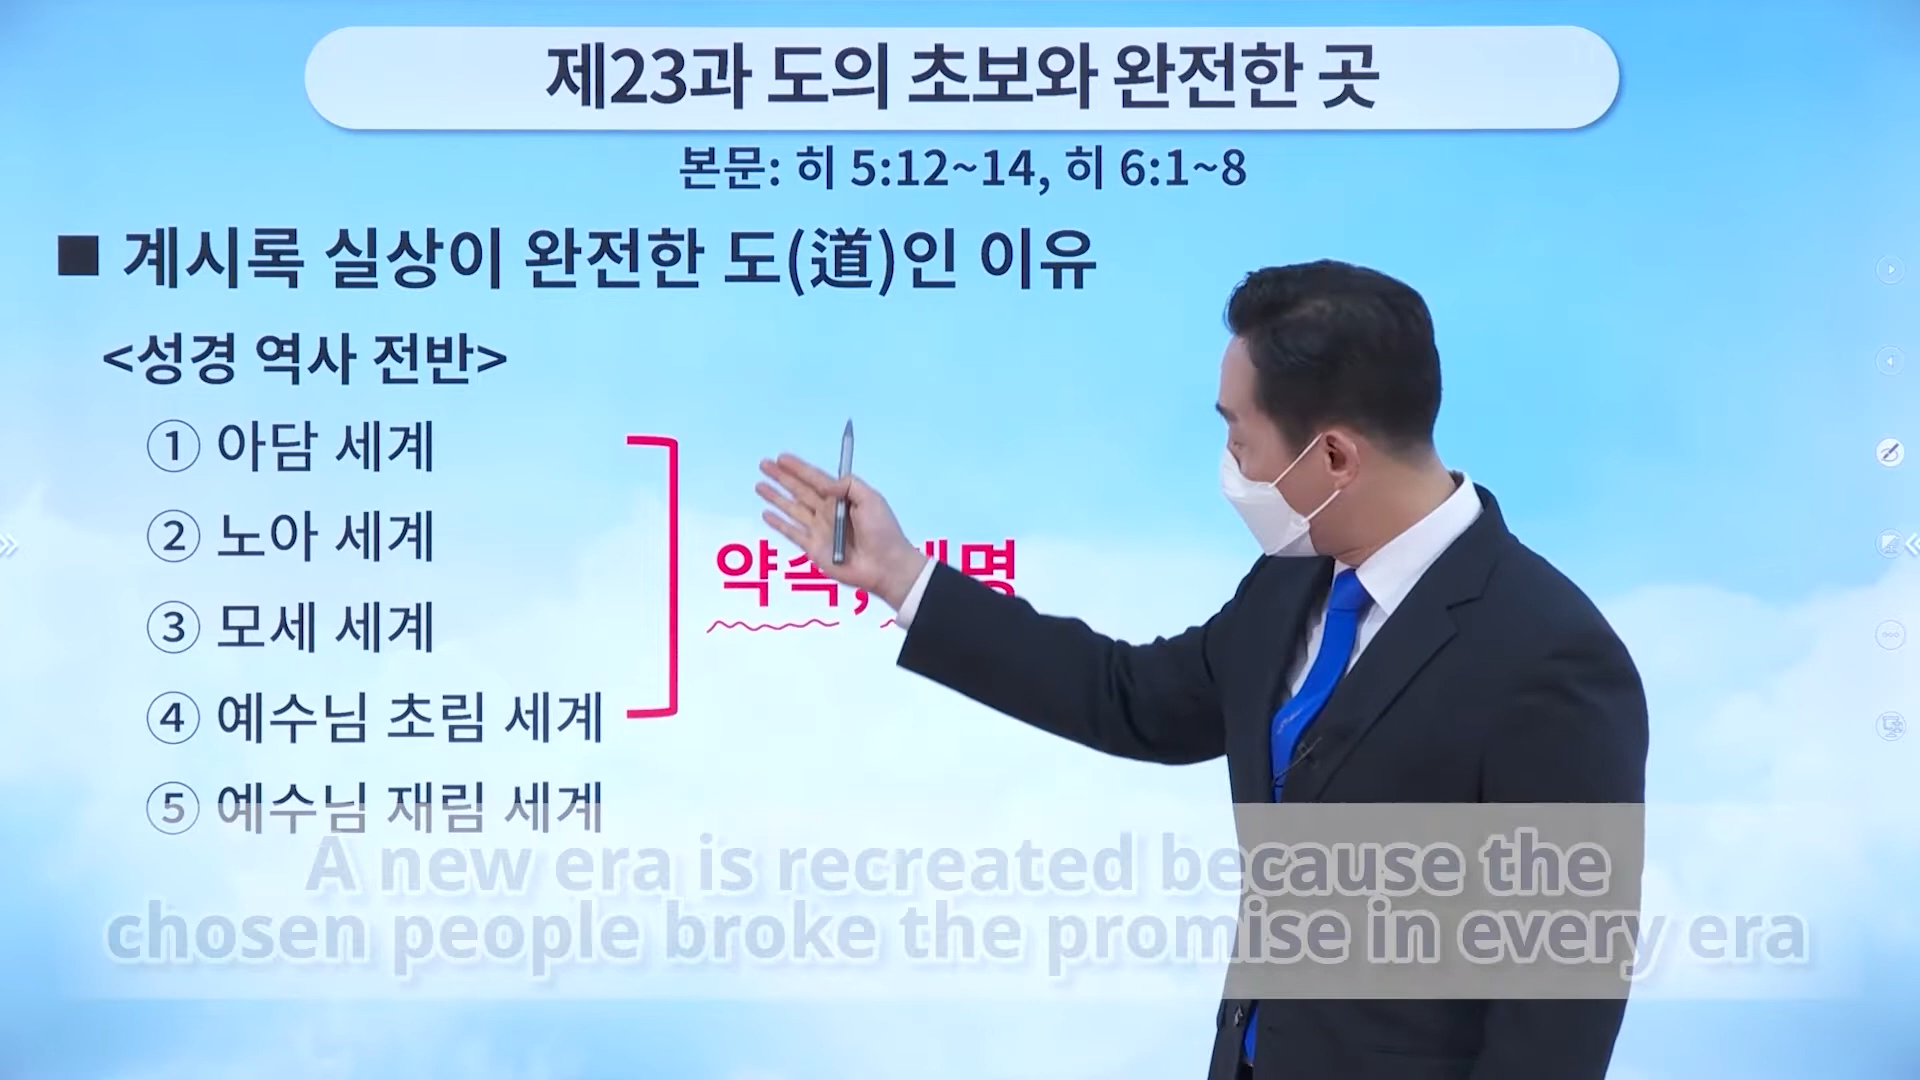 제23과 도의 초보와 완전한 곳
본문: 히 5:12~14, 히 6:1~8
■ 계시록 실상이 완전한 도(道)인 이유
<성경 역사 전반>
① 아담 세계
② 노아 세계
③ 모세 세계
④ 예수님 초림 세계
약속,
⑤ 예수님 재림 세계
A new era is recreated because the
chosen people broke the promise in every era